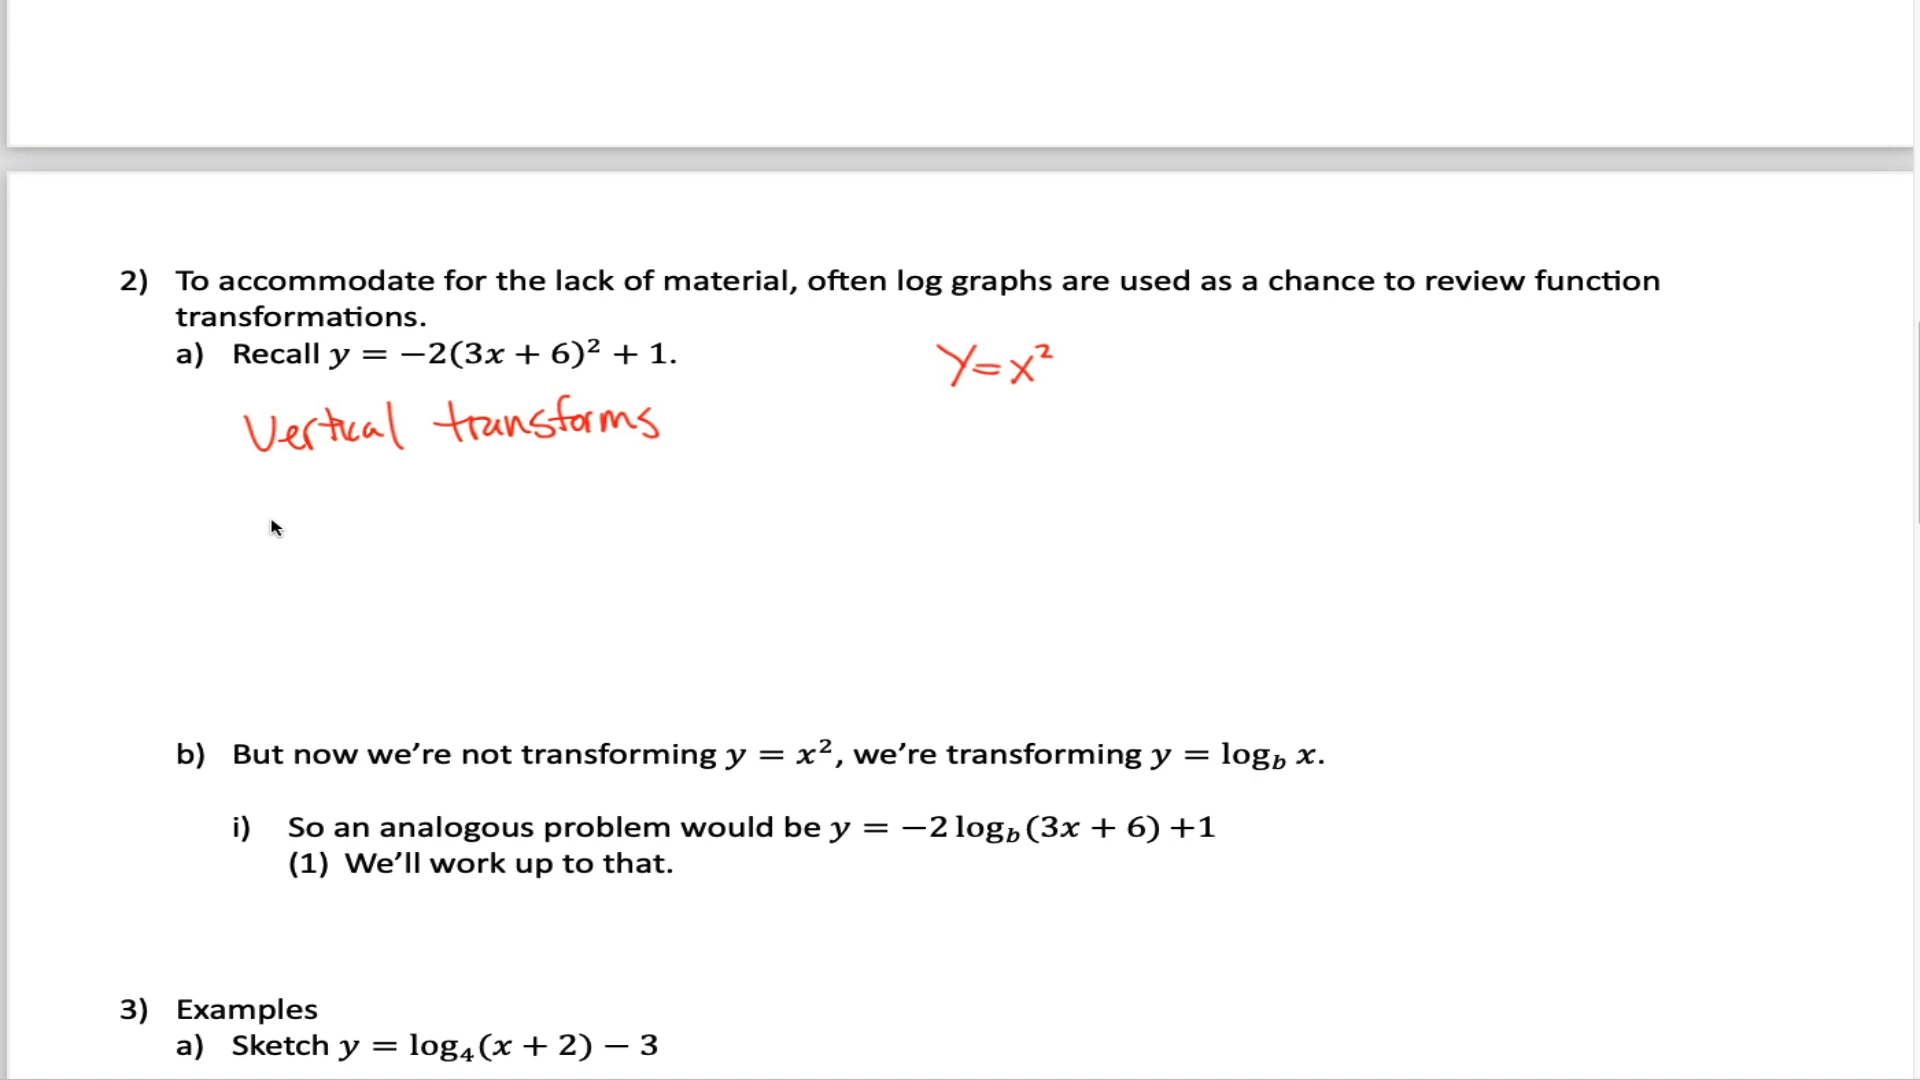 2) To accommodate for the lack of material, often log graphs are used as a chance to review function
transformations.
a) Recall y = −2(3x + 6)² + 1.
Y=x²
Vertical transforms
b) But now we’re not transforming y = x², we’re transforming y = log_b x.
i) So an analogous problem would be y = −2 log_b(3x + 6) +1
(1) We’ll work up to that.
3) Examples
a) Sketch y = log₄(x + 2) − 3